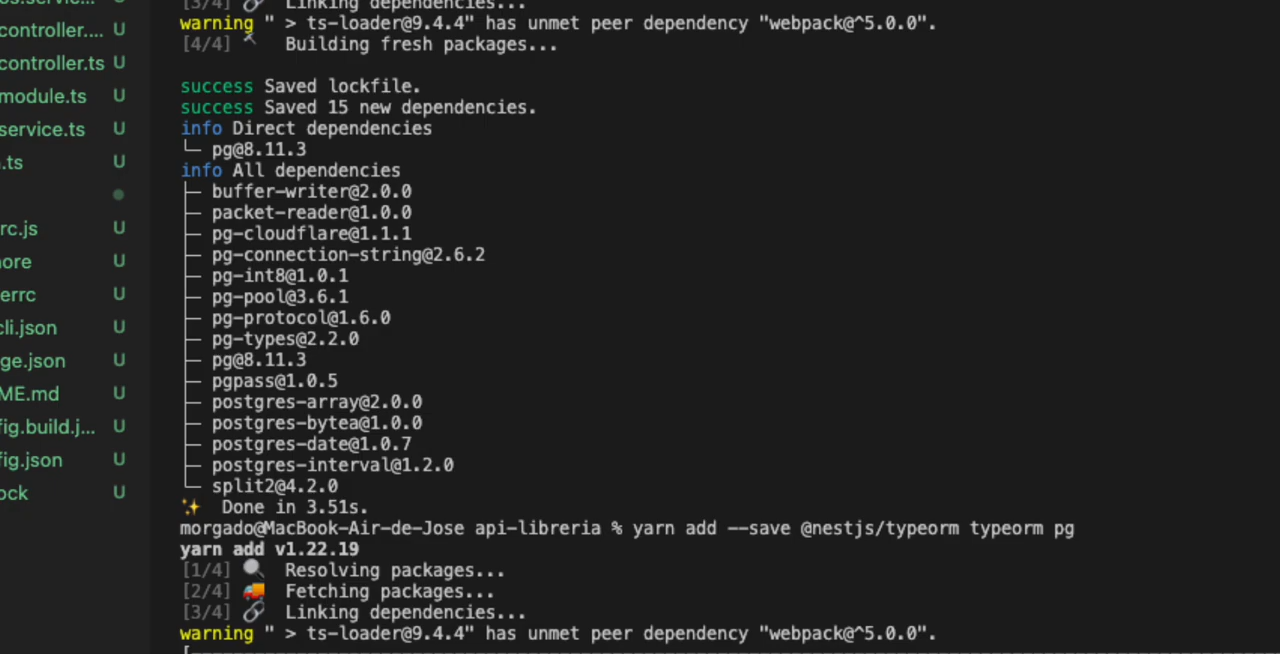 [3/4] 🔗 Linking dependencies...
warning " > ts-loader@9.4.4" has unmet peer dependency "webpack@^5.0.0".
[4/4] 🔨 Building fresh packages...
success Saved lockfile.
success Saved 15 new dependencies.
info Direct dependencies
└─ pg@8.11.3
info All dependencies
├─ buffer-writer@2.0.0
├─ packet-reader@1.0.0
├─ pg-cloudflare@1.1.1
├─ pg-connection-string@2.6.2
├─ pg-int8@1.0.1
├─ pg-pool@3.6.1
├─ pg-protocol@1.6.0
├─ pg-types@2.2.0
├─ pg@8.11.3
├─ pgpass@1.0.5
├─ postgres-array@2.0.0
├─ postgres-bytea@1.0.0
├─ postgres-date@1.0.7
├─ postgres-interval@1.2.0
└─ split2@4.2.0
✨ Done in 3.51s.
morgado@MacBook-Air-de-Jose api-libreria % yarn add --save @nestjs/typeorm typeorm pg
yarn add v1.22.19
[1/4] 🔍 Resolving packages...
[2/4] 🚚 Fetching packages...
[3/4] 🔗 Linking dependencies...
warning " > ts-loader@9.4.4" has unmet peer dependency "webpack@^5.0.0".
controller.... U
controller.ts U
module.ts U
service.ts U
.ts U
rc.js U
ore U
errc U
cli.json U
ge.json U
ME.md U
fig.build.j... U
fig.json U
ock U